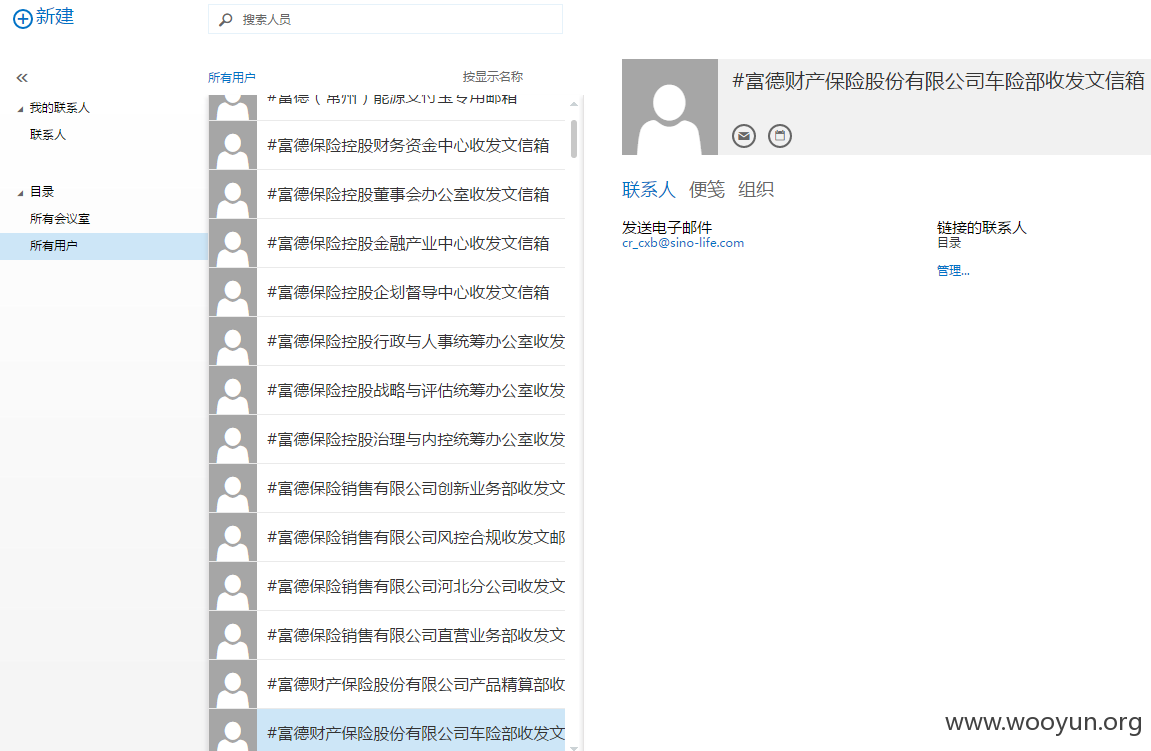 新建
搜索人员
所有用户
按显示名称
我的联系人
联系人
目录
所有会议室
所有用户
#富德（常州）能源支付宝专用邮箱
#富德保险控股财务资金中心收发文信箱
#富德保险控股董事会办公室收发文信箱
#富德保险控股金融产业中心收发文信箱
#富德保险控股企划督导中心收发文信箱
#富德保险控股行政与人事统筹办公室收发
#富德保险控股战略与评估统筹办公室收发
#富德保险控股治理与内控统筹办公室收发
#富德保险销售有限公司创新业务部收发文
#富德保险销售有限公司风控合规收发文邮
#富德保险销售有限公司河北分公司收发文
#富德保险销售有限公司直营业务部收发文
#富德财产保险股份有限公司产品精算部收
#富德财产保险股份有限公司车险部收发文
#富德财产保险股份有限公司车险部收发文信箱
联系人 便笺 组织
发送电子邮件
cr_cxb@sino-life.com
链接的联系人
目录
管理...
www.wooyun.org